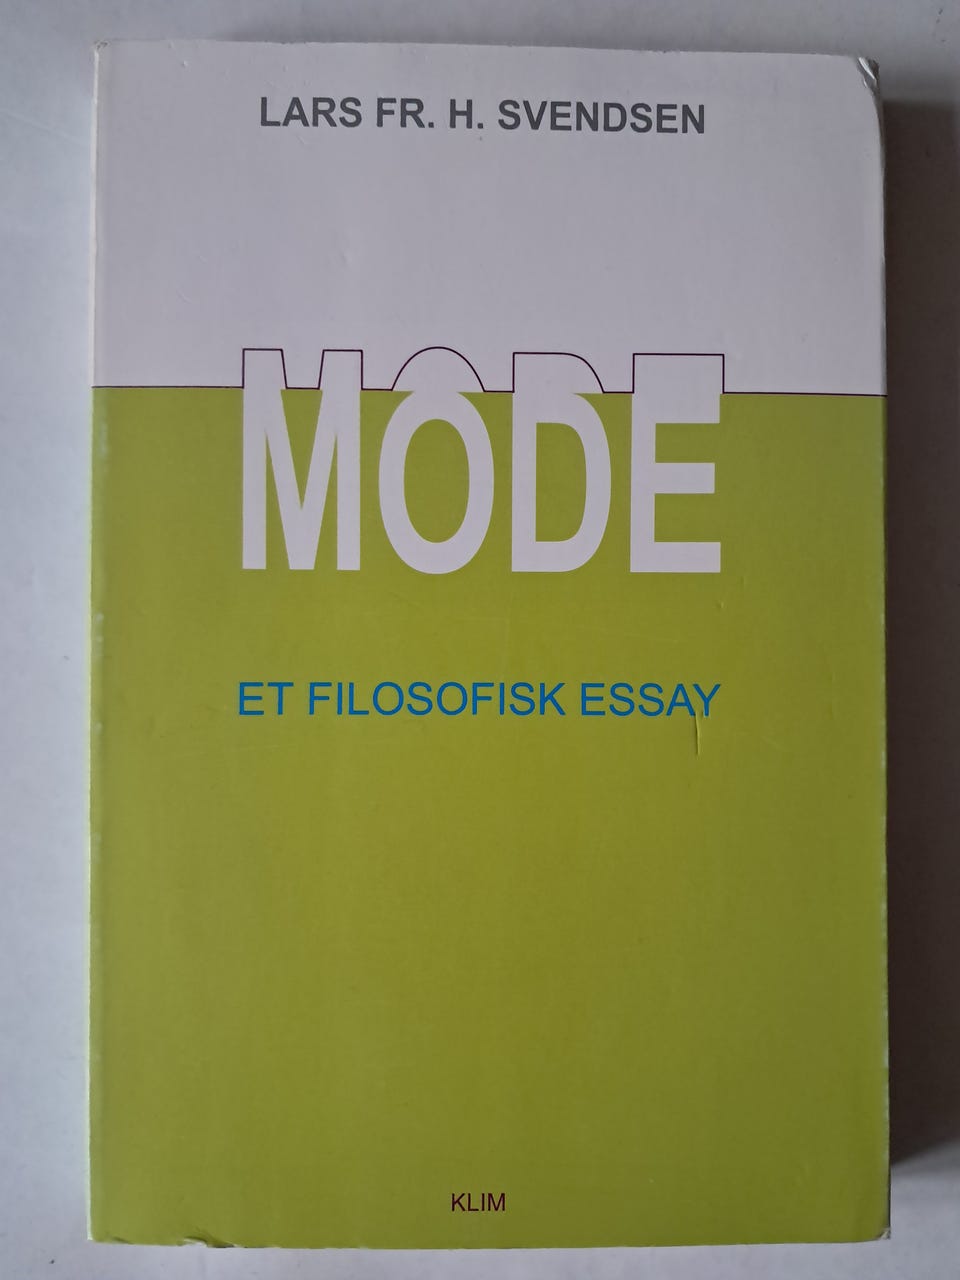 LARS FR. H. SVENDSEN
MODE
ET FILOSOFISK ESSAY
KLIM